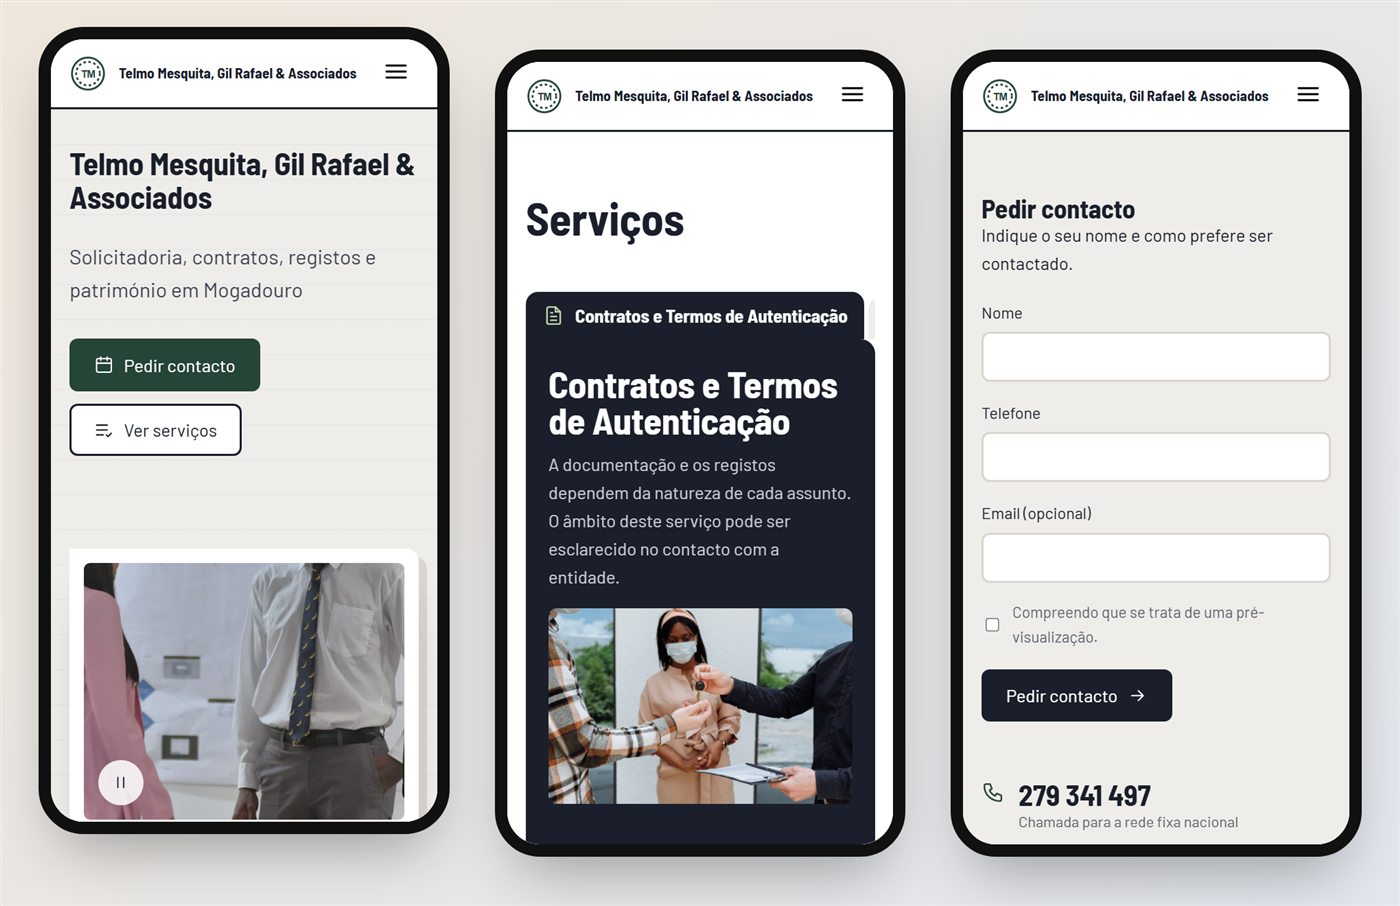 TM
Telmo Mesquita, Gil Rafael & Associados
Telmo Mesquita, Gil Rafael &
Associados
Solicitadoria, contratos, registos e
património em Mogadouro
Pedir contacto
Ver serviços
TM
Telmo Mesquita, Gil Rafael & Associados
Serviços
Contratos e Termos de Autenticação
Contratos e Termos
de Autenticação
A documentação e os registos
dependem da natureza de cada assunto.
O âmbito deste serviço pode ser
esclarecido no contacto com a
entidade.
TM
Telmo Mesquita, Gil Rafael & Associados
Pedir contacto
Indique o seu nome e como prefere ser
contactado.
Nome
Telefone
Email (opcional)
Compreendo que se trata de uma pré-
visualização.
Pedir contacto
279 341 497
Chamada para a rede fixa nacional